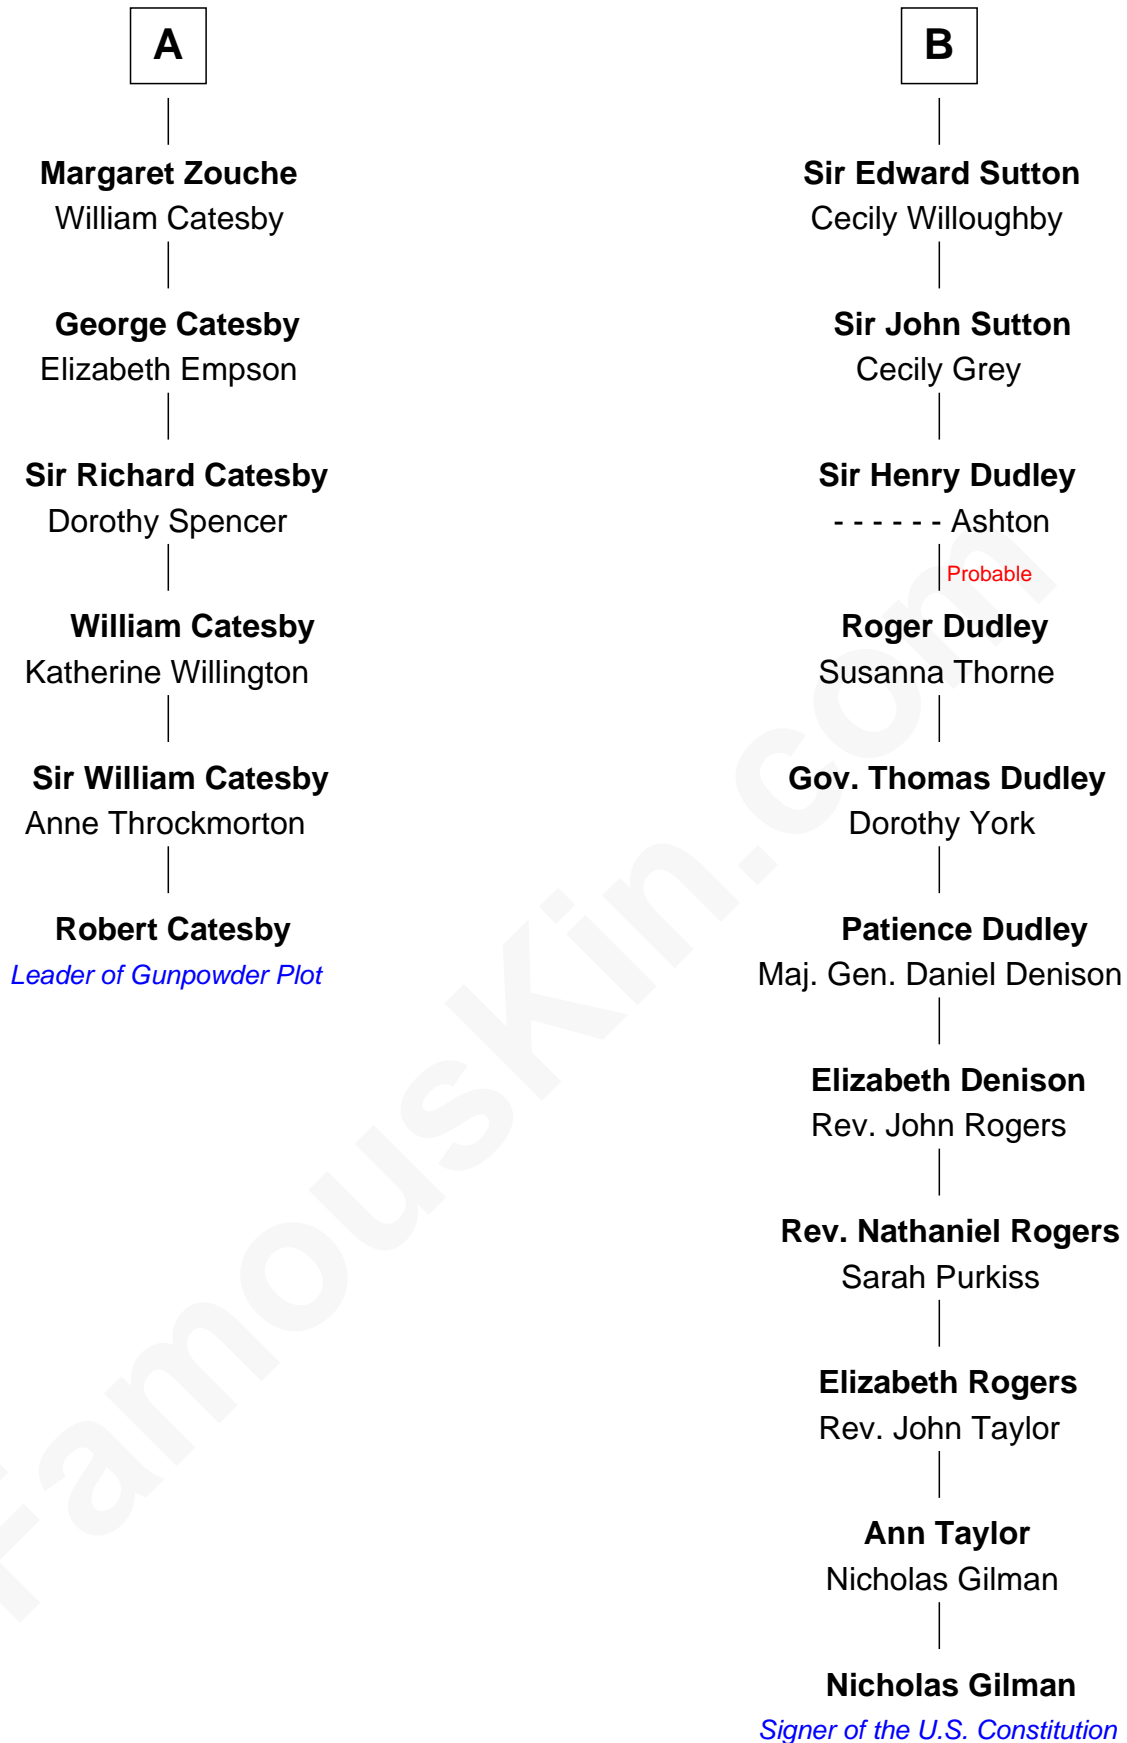 A
Margaret Zouche
William Catesby
George Catesby
Elizabeth Empson
Sir Richard Catesby
Dorothy Spencer
William Catesby
Katherine Willington
Sir William Catesby
Anne Throckmorton
Robert Catesby
Leader of Gunpowder Plot
B
Sir Edward Sutton
Cecily Willoughby
Sir John Sutton
Cecily Grey
Sir Henry Dudley
- - - - - - Ashton
Probable
Roger Dudley
Susanna Thorne
Gov. Thomas Dudley
Dorothy York
Patience Dudley
Maj. Gen. Daniel Denison
Elizabeth Denison
Rev. John Rogers
Rev. Nathaniel Rogers
Sarah Purkiss
Elizabeth Rogers
Rev. John Taylor
Ann Taylor
Nicholas Gilman
Nicholas Gilman
Signer of the U.S. Constitution
FamousKin.com